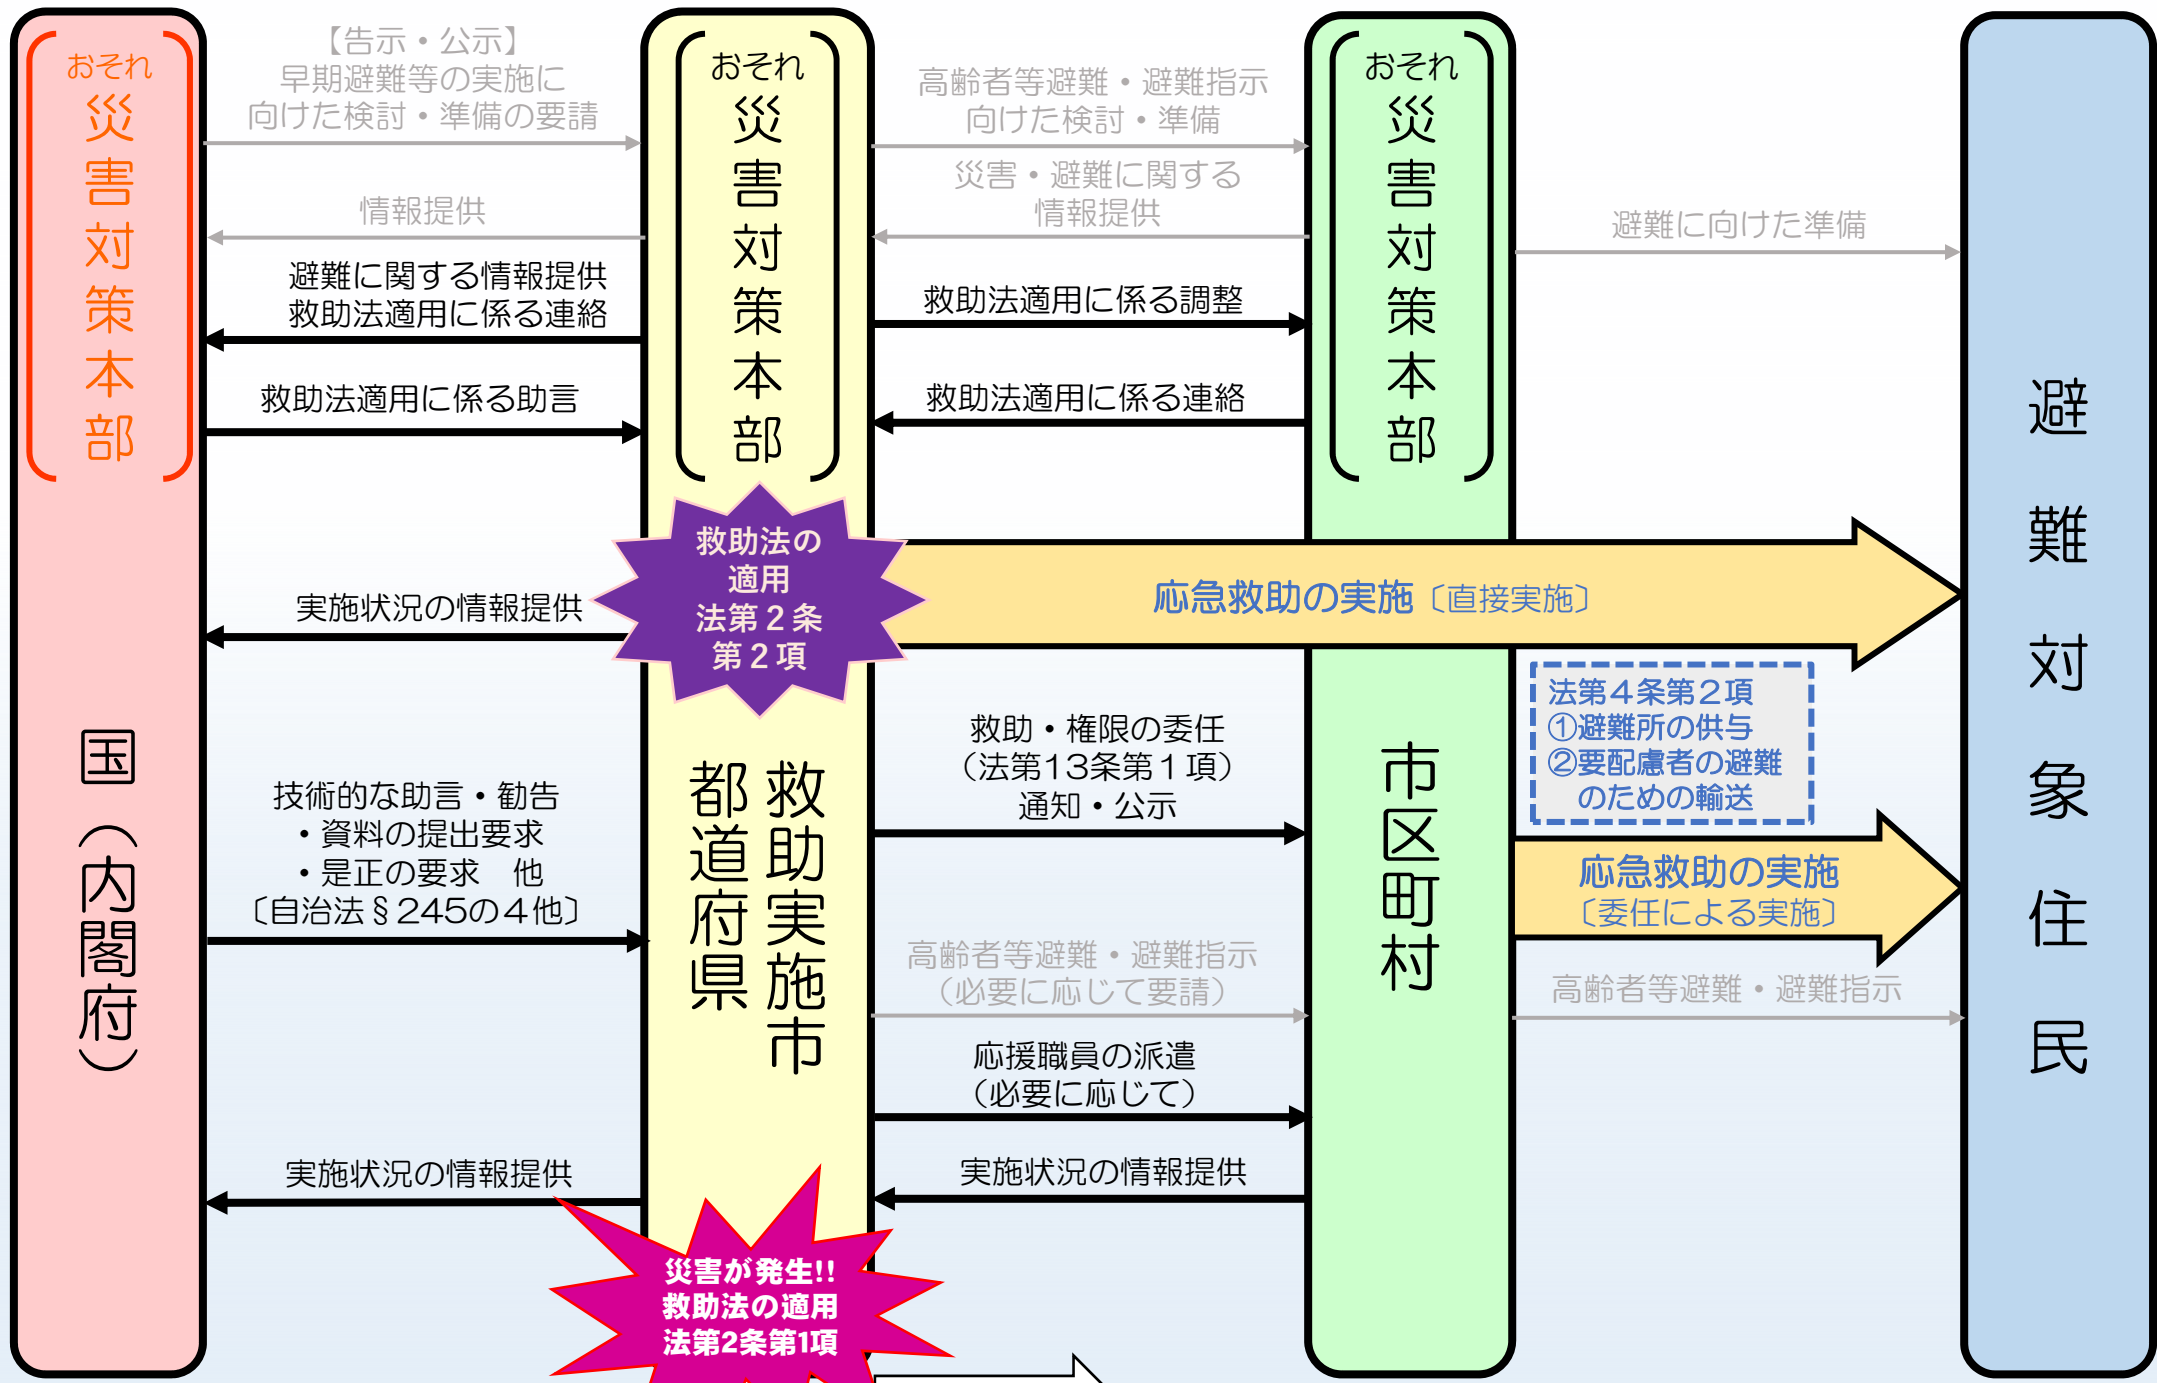 おそれ
災害対策本部
国（内閣府）
【告示・公示】
早期避難等の実施に
向けた検討・準備の要請
情報提供
避難に関する情報提供
救助法適用に係る連絡
救助法適用に係る助言
実施状況の情報提供
技術的な助言・勧告
・資料の提出要求
・是正の要求　他
〔自治法§245の４他〕
実施状況の情報提供
おそれ
災害対策本部
救助法の
適用
法第２条
第２項
救助実施市
都道府県
災害が発生!!
救助法の適用
法第2条第1項
高齢者等避難・避難指示
向けた検討・準備
災害・避難に関する
情報提供
救助法適用に係る調整
救助法適用に係る連絡
応急救助の実施〔直接実施〕
救助・権限の委任
（法第13条第１項）
通知・公示
高齢者等避難・避難指示
（必要に応じて要請）
応援職員の派遣
（必要に応じて）
実施状況の情報提供
おそれ
災害対策本部
市区町村
避難に向けた準備
法第４条第２項
①避難所の供与
②要配慮者の避難
のための輸送
応急救助の実施
〔委任による実施〕
高齢者等避難・避難指示
避難対象住民